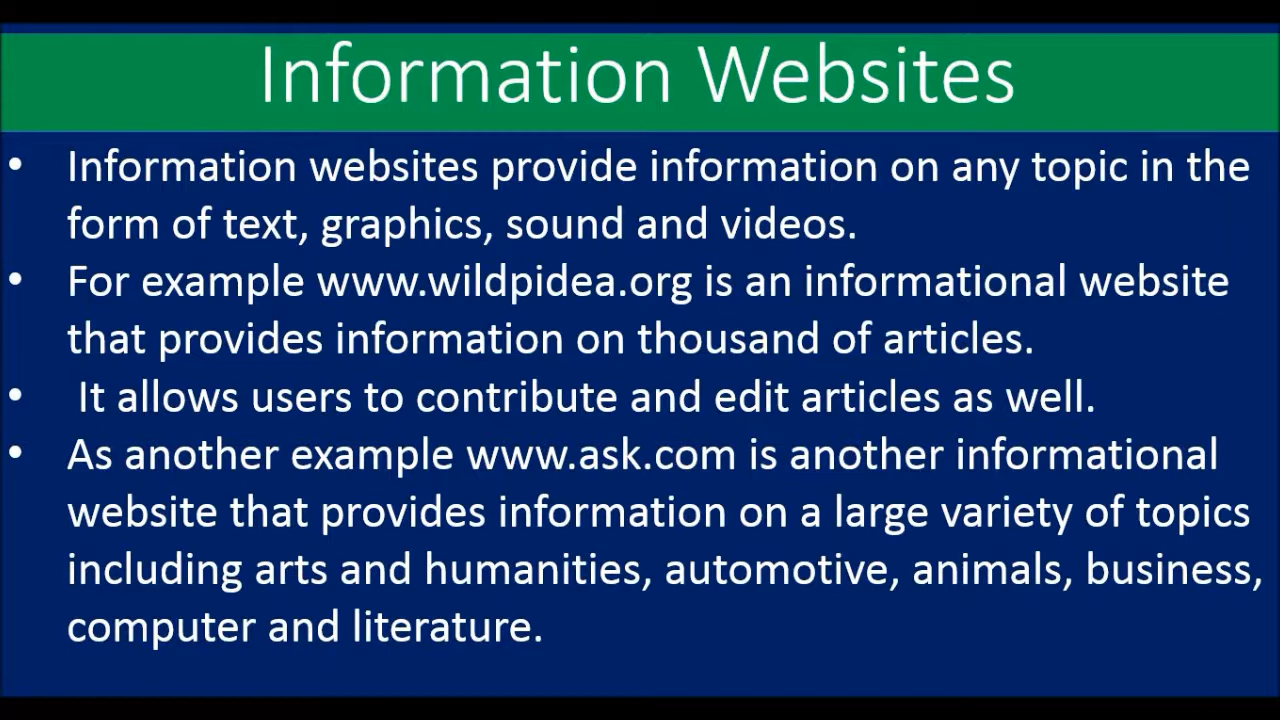 Information Websites
• Information websites provide information on any topic in the
form of text, graphics, sound and videos.
• For example www.wildpidea.org is an informational website
that provides information on thousand of articles.
• It allows users to contribute and edit articles as well.
• As another example www.ask.com is another informational
website that provides information on a large variety of topics
including arts and humanities, automotive, animals, business,
computer and literature.